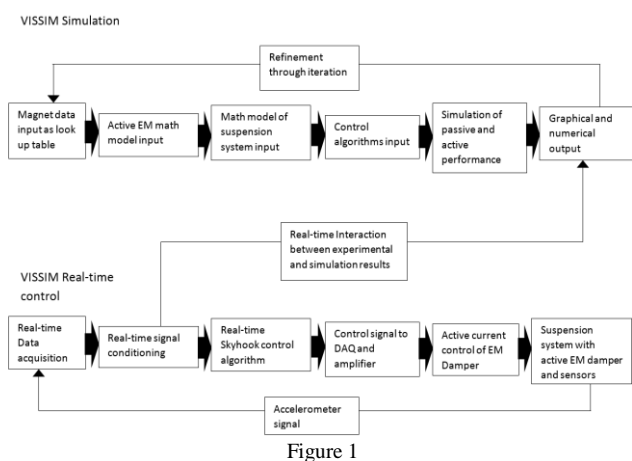 VISSIM Simulation
Refinement
through iteration
Magnet data
input as look
up table
Active EM math
model input
Math model of
suspension
system input
Control
algorithms input
Simulation of
passive and
active
performance
Graphical and
numerical
output
Real-time Interaction
between experimental
and simulation results
VISSIM Real-time
control
Real-time
Data
acquisition
Real-time signal
conditioning
Real-time
Skyhook control
algorithm
Control signal to
DAQ and
amplifier
Active current
control of EM
Damper
Suspension
system with
active EM damper
and sensors
Accelerometer
signal
Figure 1